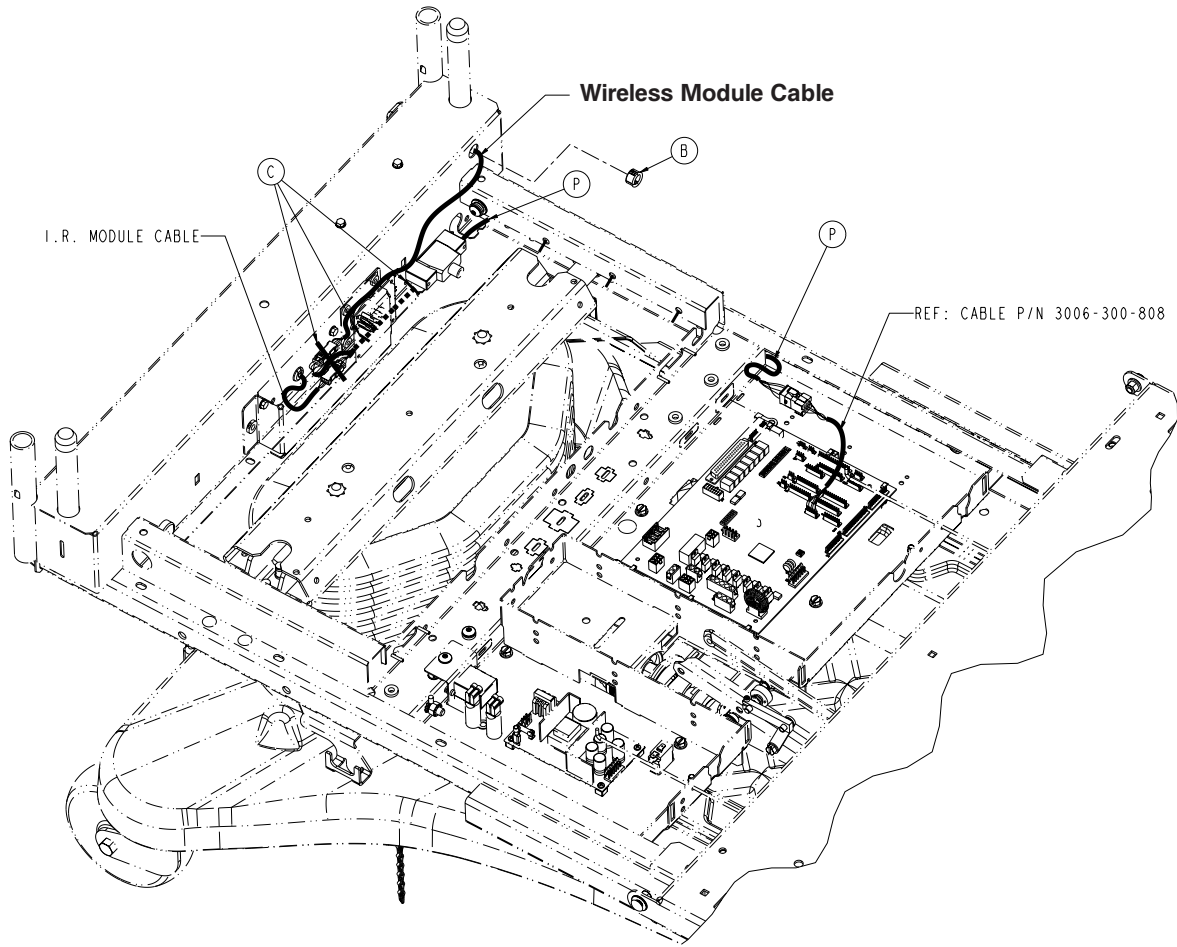 Wireless Module Cable
B
C
P
I.R. MODULE CABLE
P
REF: CABLE P/N 3006-300-808